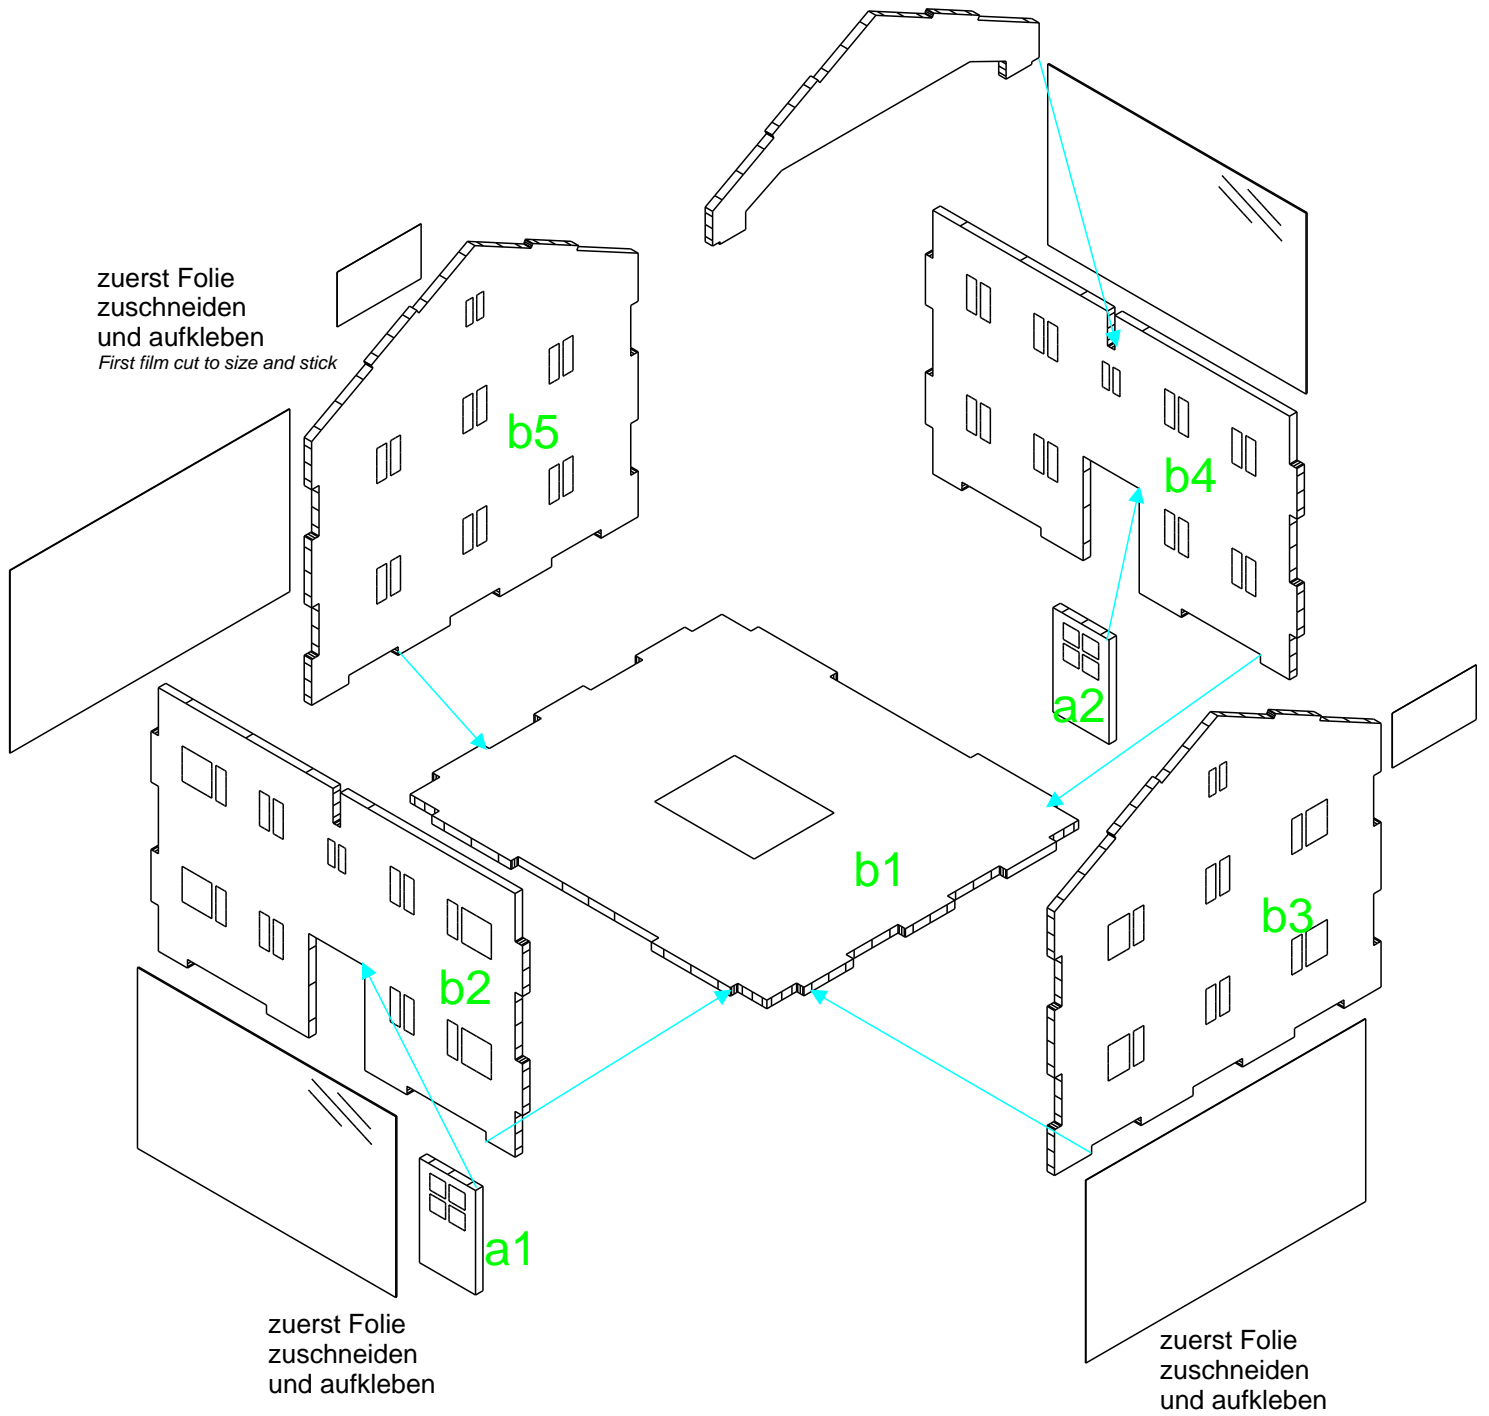 zuerst Folie
zuschneiden
und aufkleben
First film cut to size and stick
b5
b4
a2
b1
b3
b2
a1
zuerst Folie
zuschneiden
und aufkleben
zuerst Folie
zuschneiden
und aufkleben